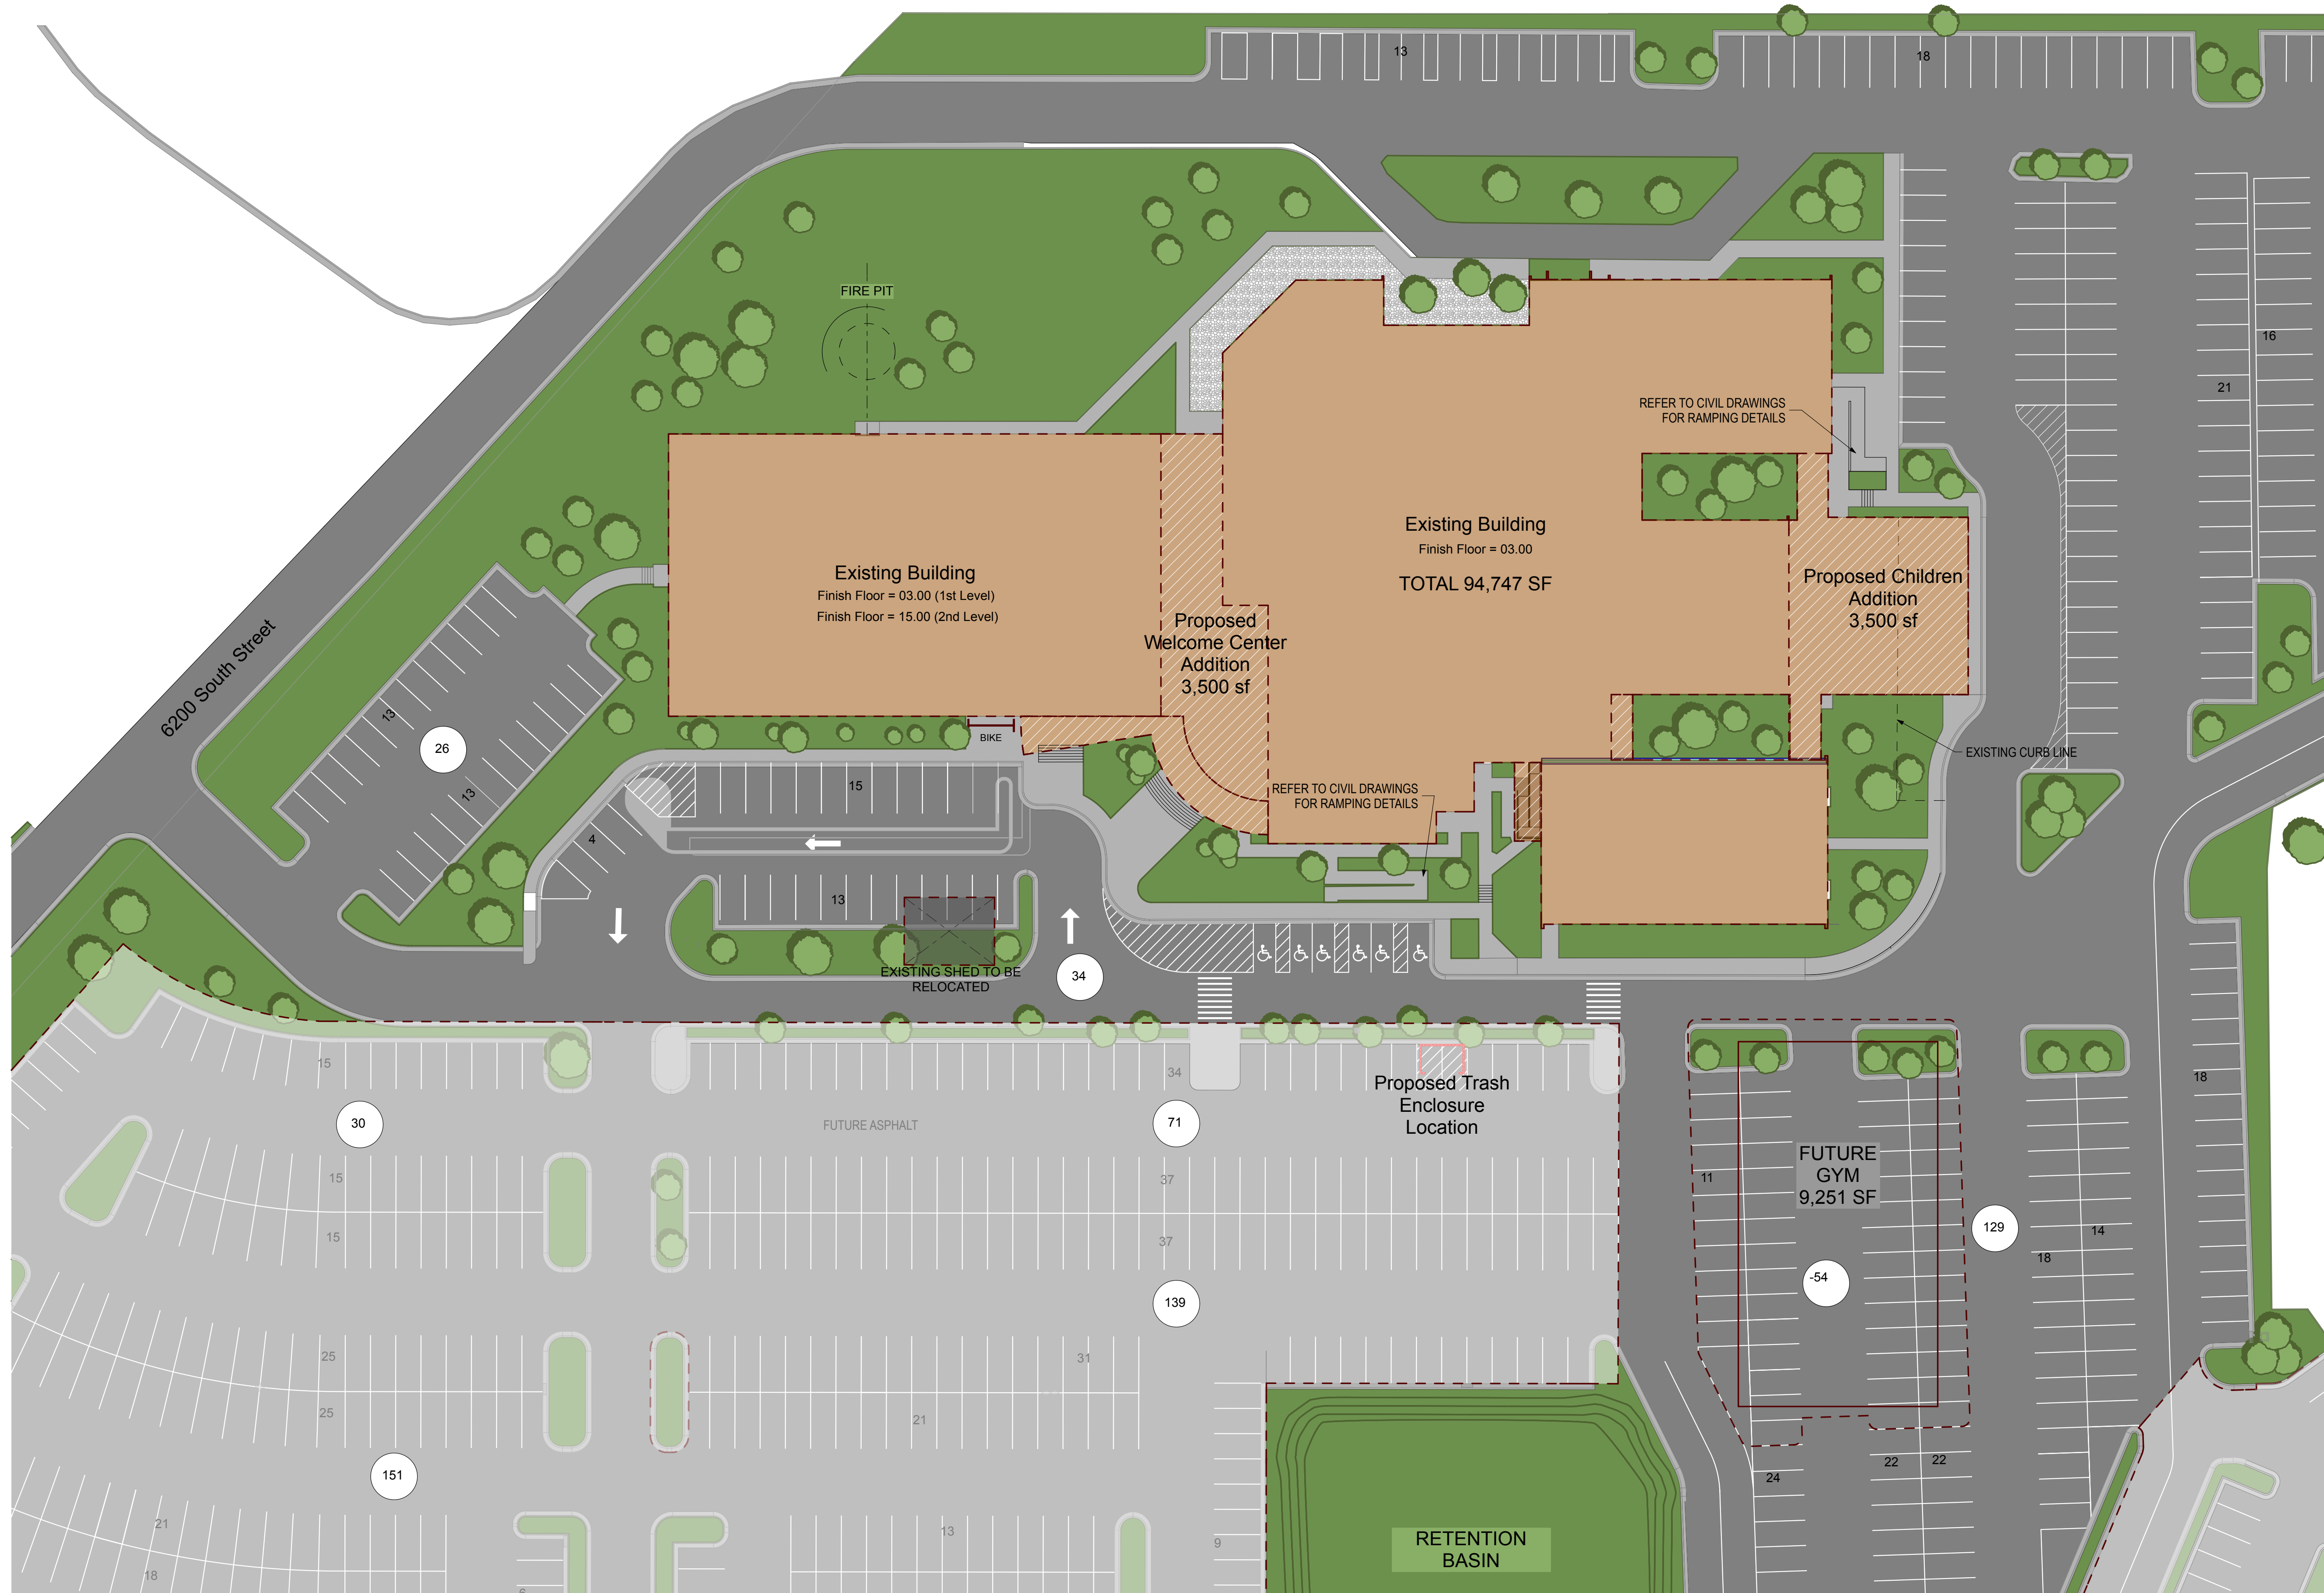 13
18
FIRE PIT
16
21
REFER TO CIVIL DRAWINGS
FOR RAMPING DETAILS
Existing Building
Finish Floor = 03.00
TOTAL 94,747 SF
Existing Building
Finish Floor = 03.00 (1st Level)
Finish Floor = 15.00 (2nd Level)
Proposed Children
Addition
3,500 sf
Proposed
Welcome Center
Addition
3,500 sf
6200 South Street
13
26
13
BIKE
EXISTING CURB LINE
15
REFER TO CIVIL DRAWINGS
FOR RAMPING DETAILS
4
13
34
EXISTING SHED TO BE
RELOCATED
15
34
Proposed Trash
Enclosure
Location
18
30
71
FUTURE ASPHALT
FUTURE
GYM
9,251 SF
15
37
11
15
37
129
14
18
-54
139
25
31
25
21
22
22
24
151
21
13
9
RETENTION
BASIN
18
6